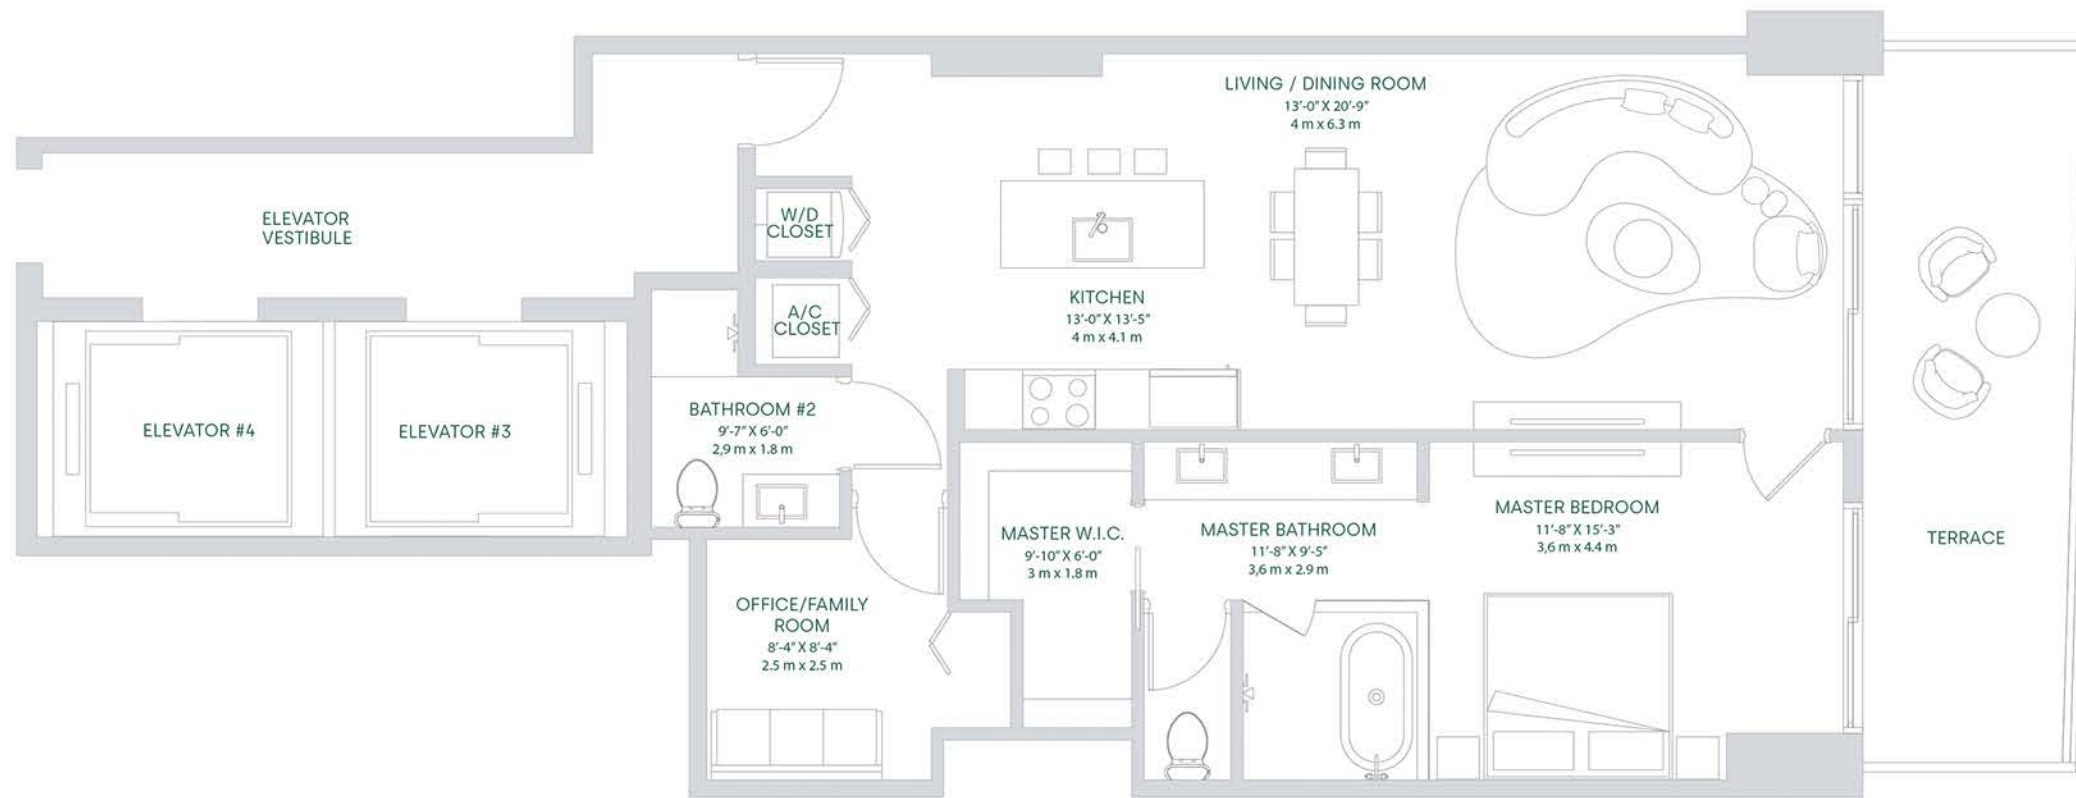 LIVING / DINING ROOM
13'-0" X 20'-9"
4 m x 6.3 m
ELEVATOR
VESTIBULE
W/D
CLOSET
A/C
CLOSET
KITCHEN
13'-0" X 13'-5"
4 m x 4.1 m
ELEVATOR #4
ELEVATOR #3
BATHROOM #2
9'-7" X 6'-0"
2,9 m x 1.8 m
MASTER W.I.C.
9'-10" X 6'-0"
3 m x 1.8 m
MASTER BATHROOM
11'-8" X 9'-5"
3,6 m x 2.9 m
MASTER BEDROOM
11'-8" X 15'-3"
3,6 m x 4.4 m
TERRACE
OFFICE/FAMILY
ROOM
8'-4" X 8'-4"
2.5 m x 2.5 m